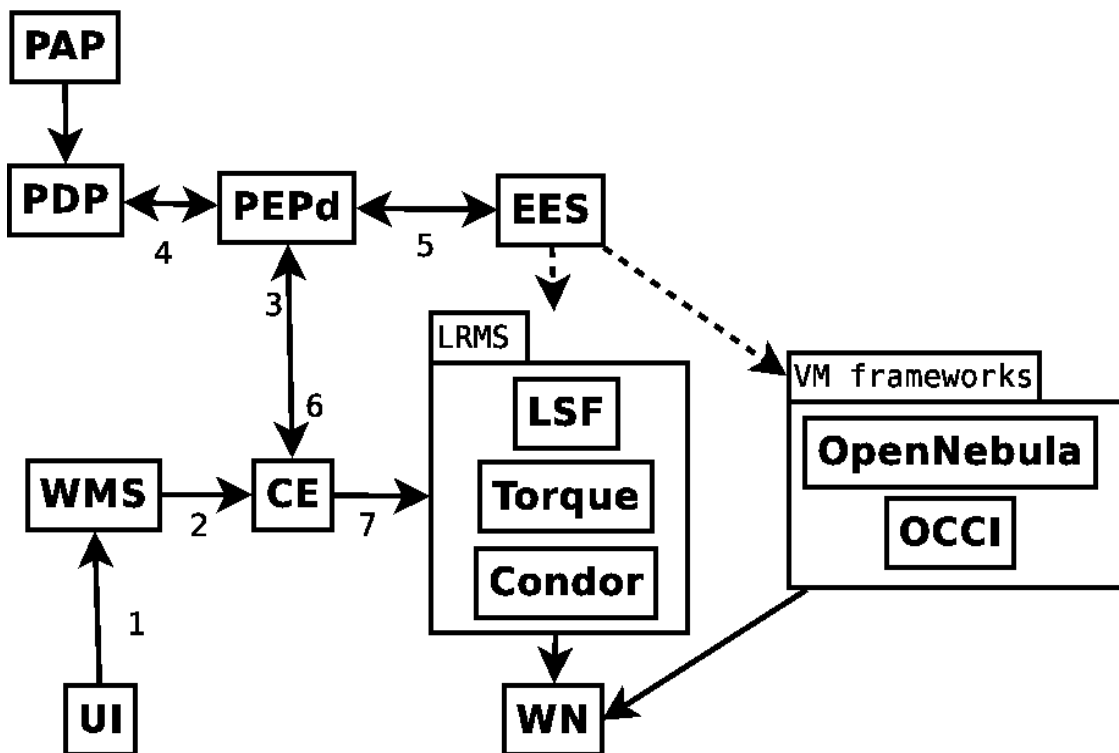 PAP
PDP
PEPd
EES
4
5
3
LRMS
VM frameworks
LSF
6
OpenNebula
WMS
CE
Torque
OCCI
2
7
Condor
1
UI
WN